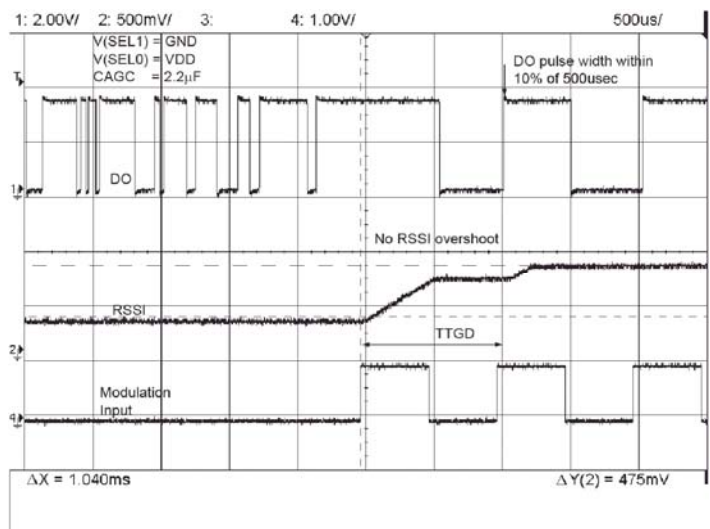 1: 2.00V/ 2: 500mV/ 3: 4: 1.00V/ 500us/
V(SEL1) = GND
V(SEL0) = VDD
CAGC = 2.2µF
DO pulse width within
10% of 500usec
T
DO
1
No RSSI overshoot
RSSI
TTGD
2
Modulation
Input
4
ΔX = 1.040ms ΔY(2) = 475mV